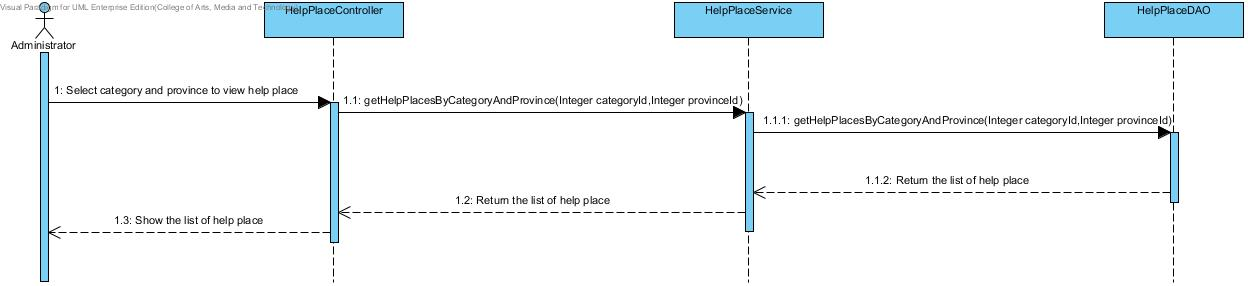 Visual Paradigm for UML Enterprise Edition(College of Arts, Media and Technology
HelpPlaceController
HelpPlaceService
HelpPlaceDAO
Administrator
1: Select category and province to view help place
1.1: getHelpPlacesByCategoryAndProvince(Integer categoryId,Integer provinceId)
1.1.1: getHelpPlacesByCategoryAndProvince(Integer categoryId,Integer provinceId)
1.1.2: Return the list of help place
1.2: Return the list of help place
1.3: Show the list of help place